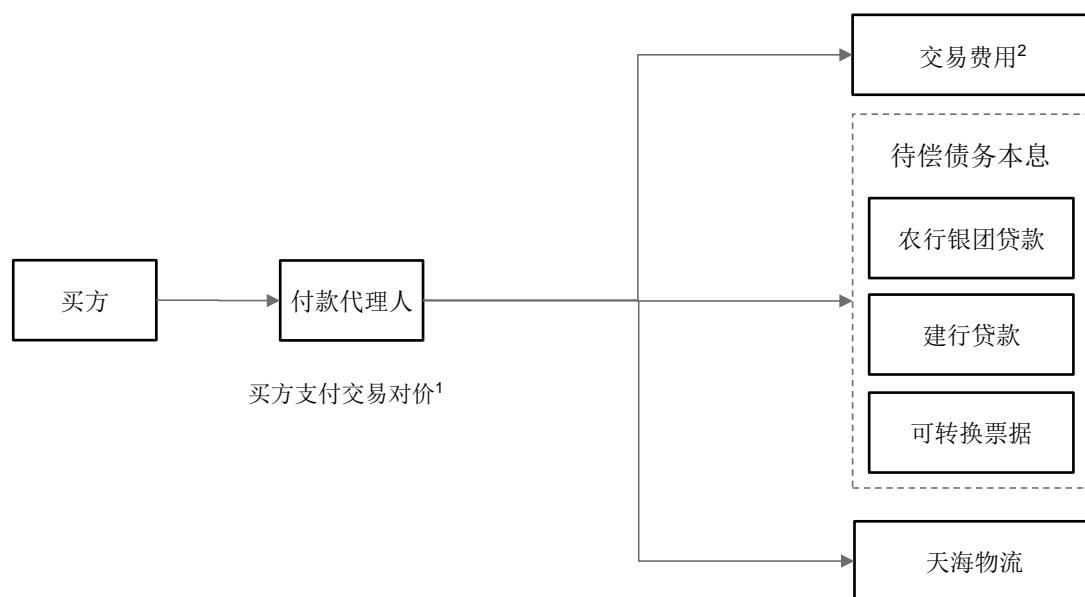 交易费用²
待偿债务本息
农行银团贷款
买方
付款代理人
建行贷款
买方支付交易对价¹
可转换票据
天海物流